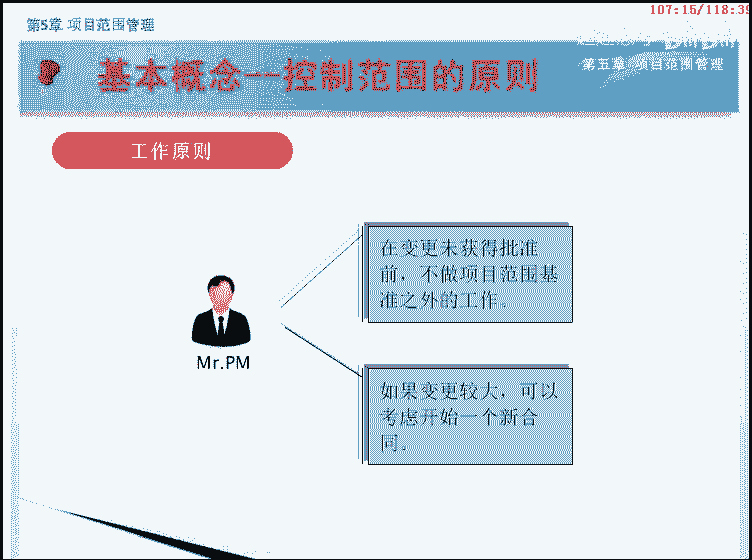 107:15/118:39
第5章 项目范围管理
基本概念--控制范围的原则
第五章 项目范围管理
工作原则
在变更未获得批准
前，不做项目范围基
准之外的工作。
Mr.PM
如果变更较大，可以
考虑开始一个新合
同。